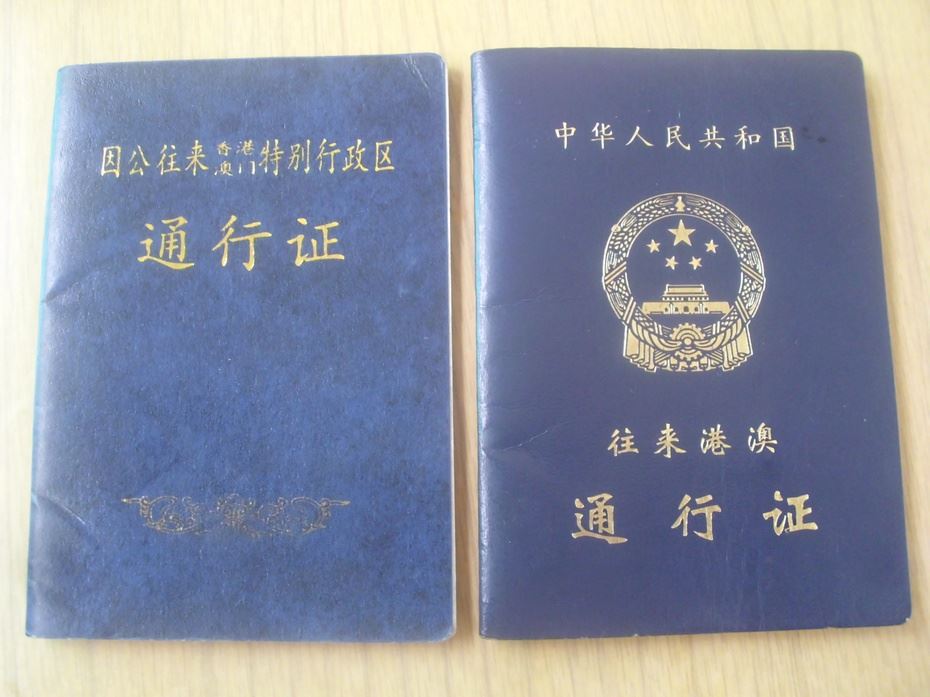 因公往来香港澳门特别行政区
通行证
中华人民共和国
往来港澳
通行证